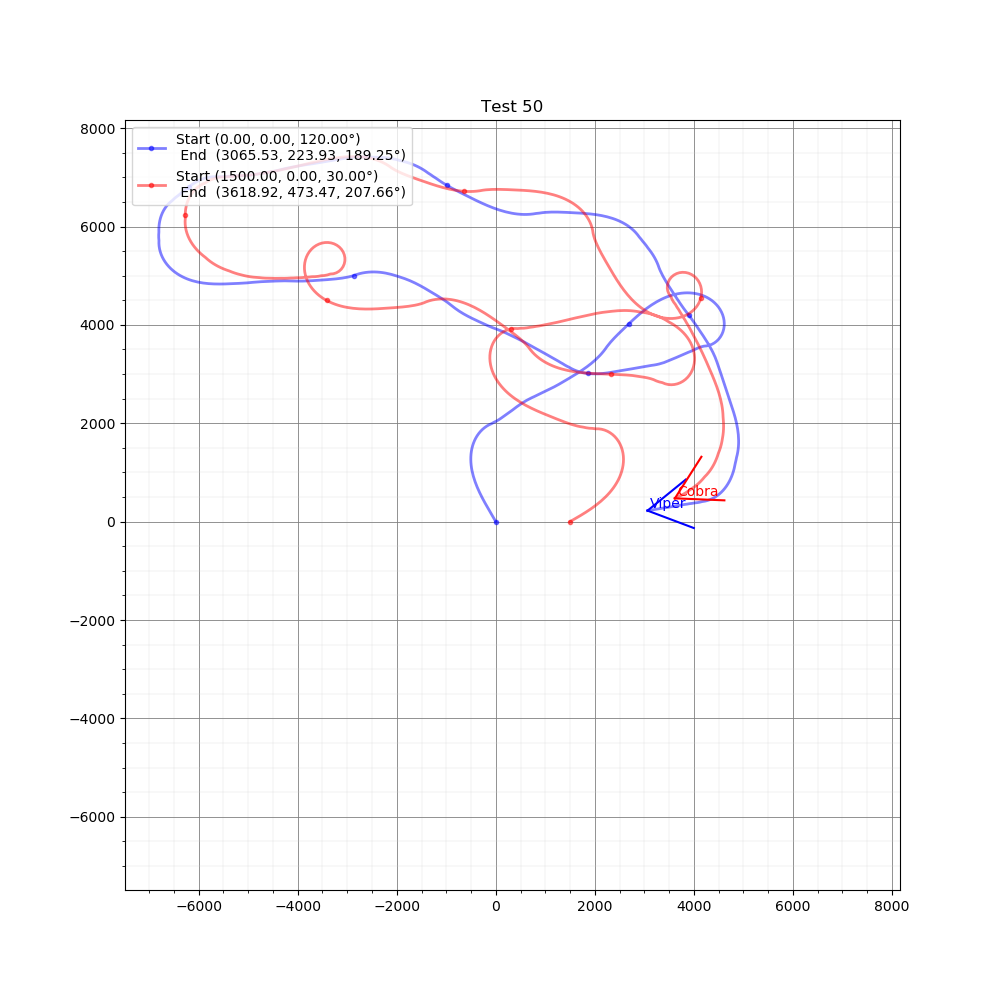 Test 50
Start (0.00, 0.00, 120.00°)
End  (3065.53, 223.93, 189.25°)
Start (1500.00, 0.00, 30.00°)
End  (3618.92, 473.47, 207.66°)
8000
6000
4000
2000
0
−2000
−4000
−6000
Cobra
Viper
−6000 −4000 −2000 0 2000 4000 6000 8000